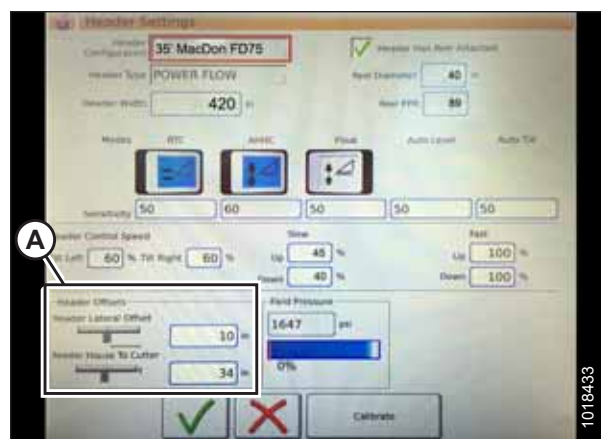 Header Settings
Header Configuration 35' MacDon FD75 Header Has Reel Attached
Header Type POWER FLOW Reel Diameter 40 in
Header Width 420 in Reel PPR 89
Modes RTC AHHC Float Auto Level Auto Tilt
Sensitivity 50 60 50 50 50
A
Header Control Speed Slow Fast
Tilt Left 60 % Tilt Right 60 % Up 45 % Up 100 %
Down 40 % Down 100 %
Header Offsets Field Pressure
Header Lateral Offset 1647 psi
10 in
Header House To Cutter 0%
34 in
Calibrate
1018433